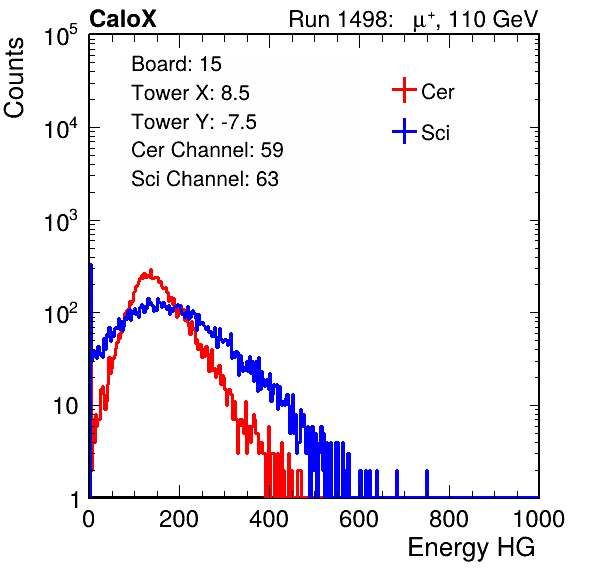 CaloX Run 1498: μ⁺, 110 GeV
Counts
10⁵
10⁴
10³
10²
10
1
Board: 15
Tower X: 8.5
Tower Y: -7.5
Cer Channel: 59
Sci Channel: 63
Cer
Sci
0 200 400 600 800 1000
Energy HG